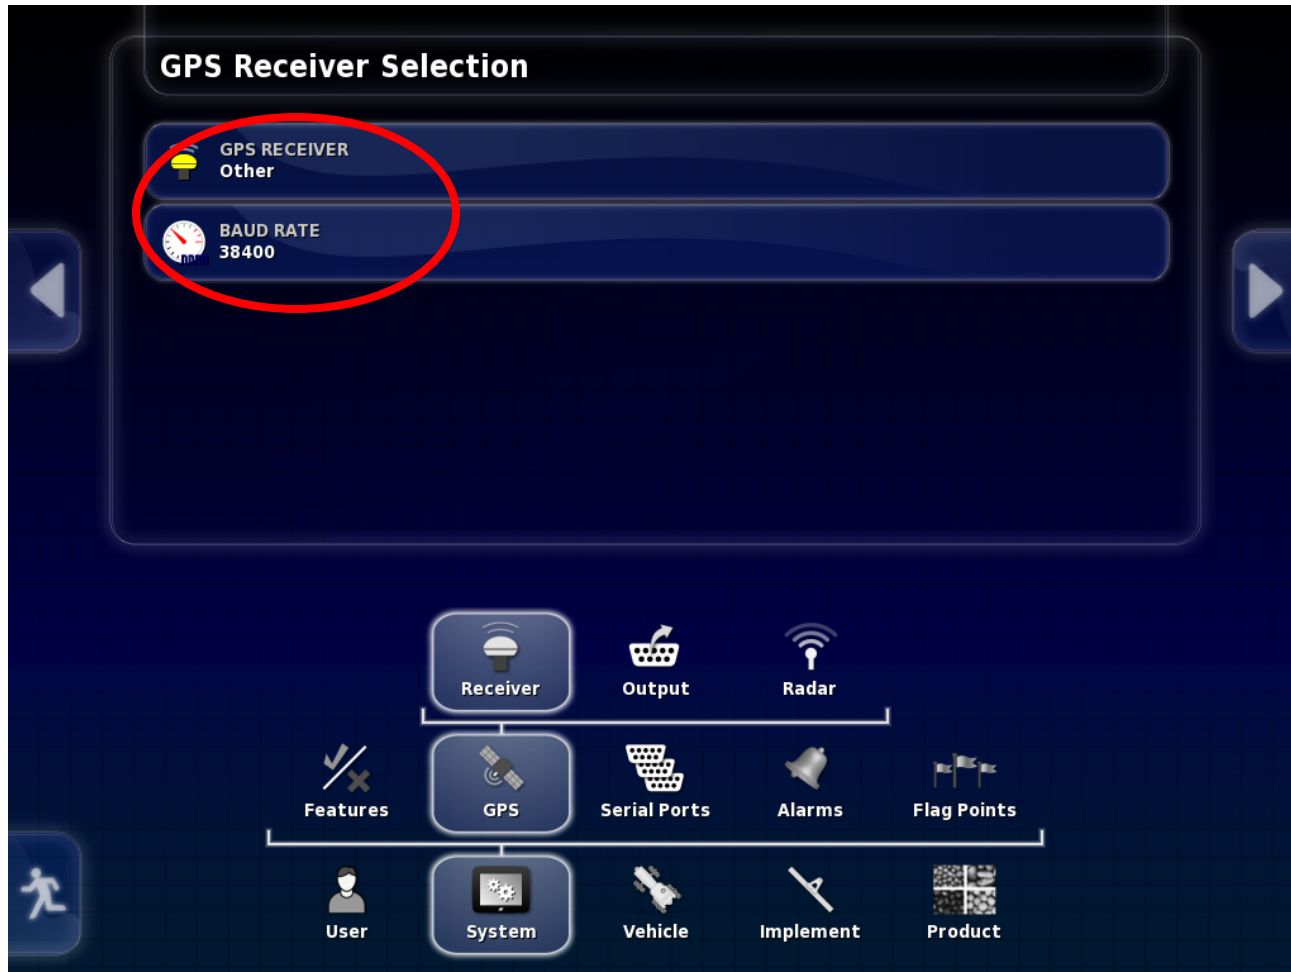 GPS Receiver Selection
GPS RECEIVER
Other
BAUD RATE
38400
Receiver
Output
Radar
Features
GPS
Serial Ports
Alarms
Flag Points
User
System
Vehicle
Implement
Product